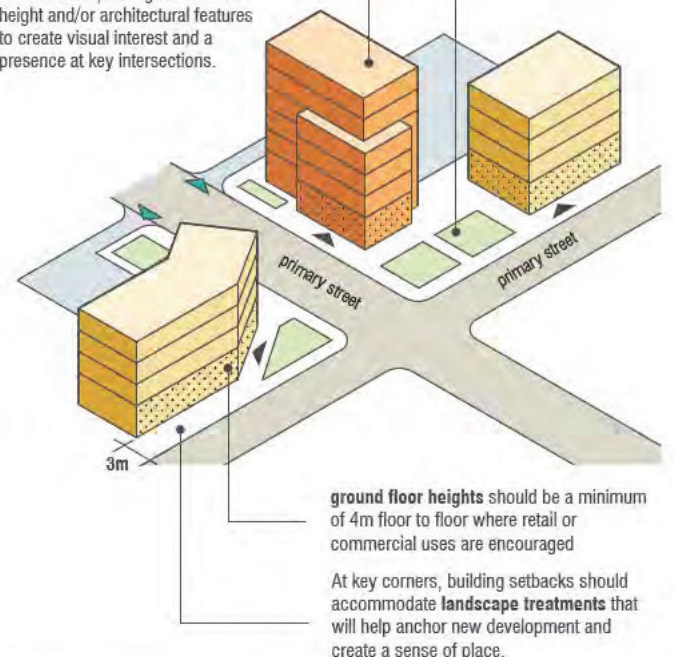 height and/or architectural features
to create visual interest and a
presence at key intersections.
primary street
primary street
3m
ground floor heights should be a minimum
of 4m floor to floor where retail or
commercial uses are encouraged
At key corners, building setbacks should
accommodate landscape treatments that
will help anchor new development and
create a sense of place.